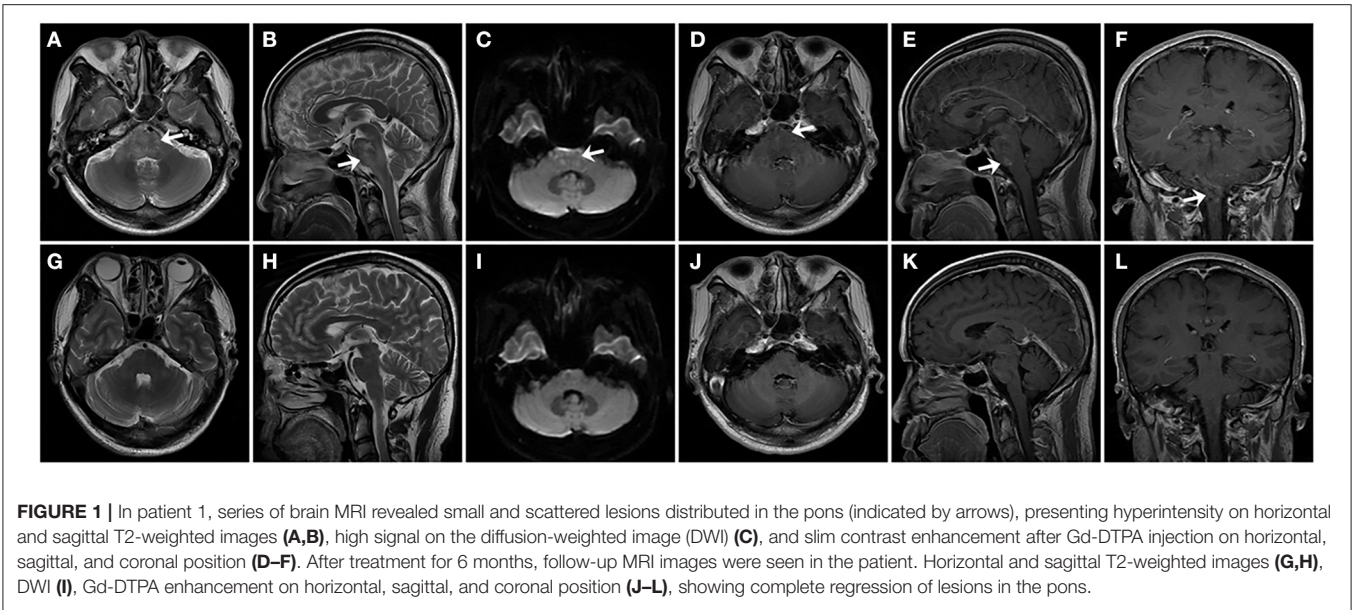 A B C D E F
G H I J K L
FIGURE 1 | In patient 1, series of brain MRI revealed small and scattered lesions distributed in the pons (indicated by arrows), presenting hyperintensity on horizontal
and sagittal T2-weighted images (A,B), high signal on the diffusion-weighted image (DWI) (C), and slim contrast enhancement after Gd-DTPA injection on horizontal,
sagittal, and coronal position (D–F). After treatment for 6 months, follow-up MRI images were seen in the patient. Horizontal and sagittal T2-weighted images (G,H),
DWI (I), Gd-DTPA enhancement on horizontal, sagittal, and coronal position (J–L), showing complete regression of lesions in the pons.